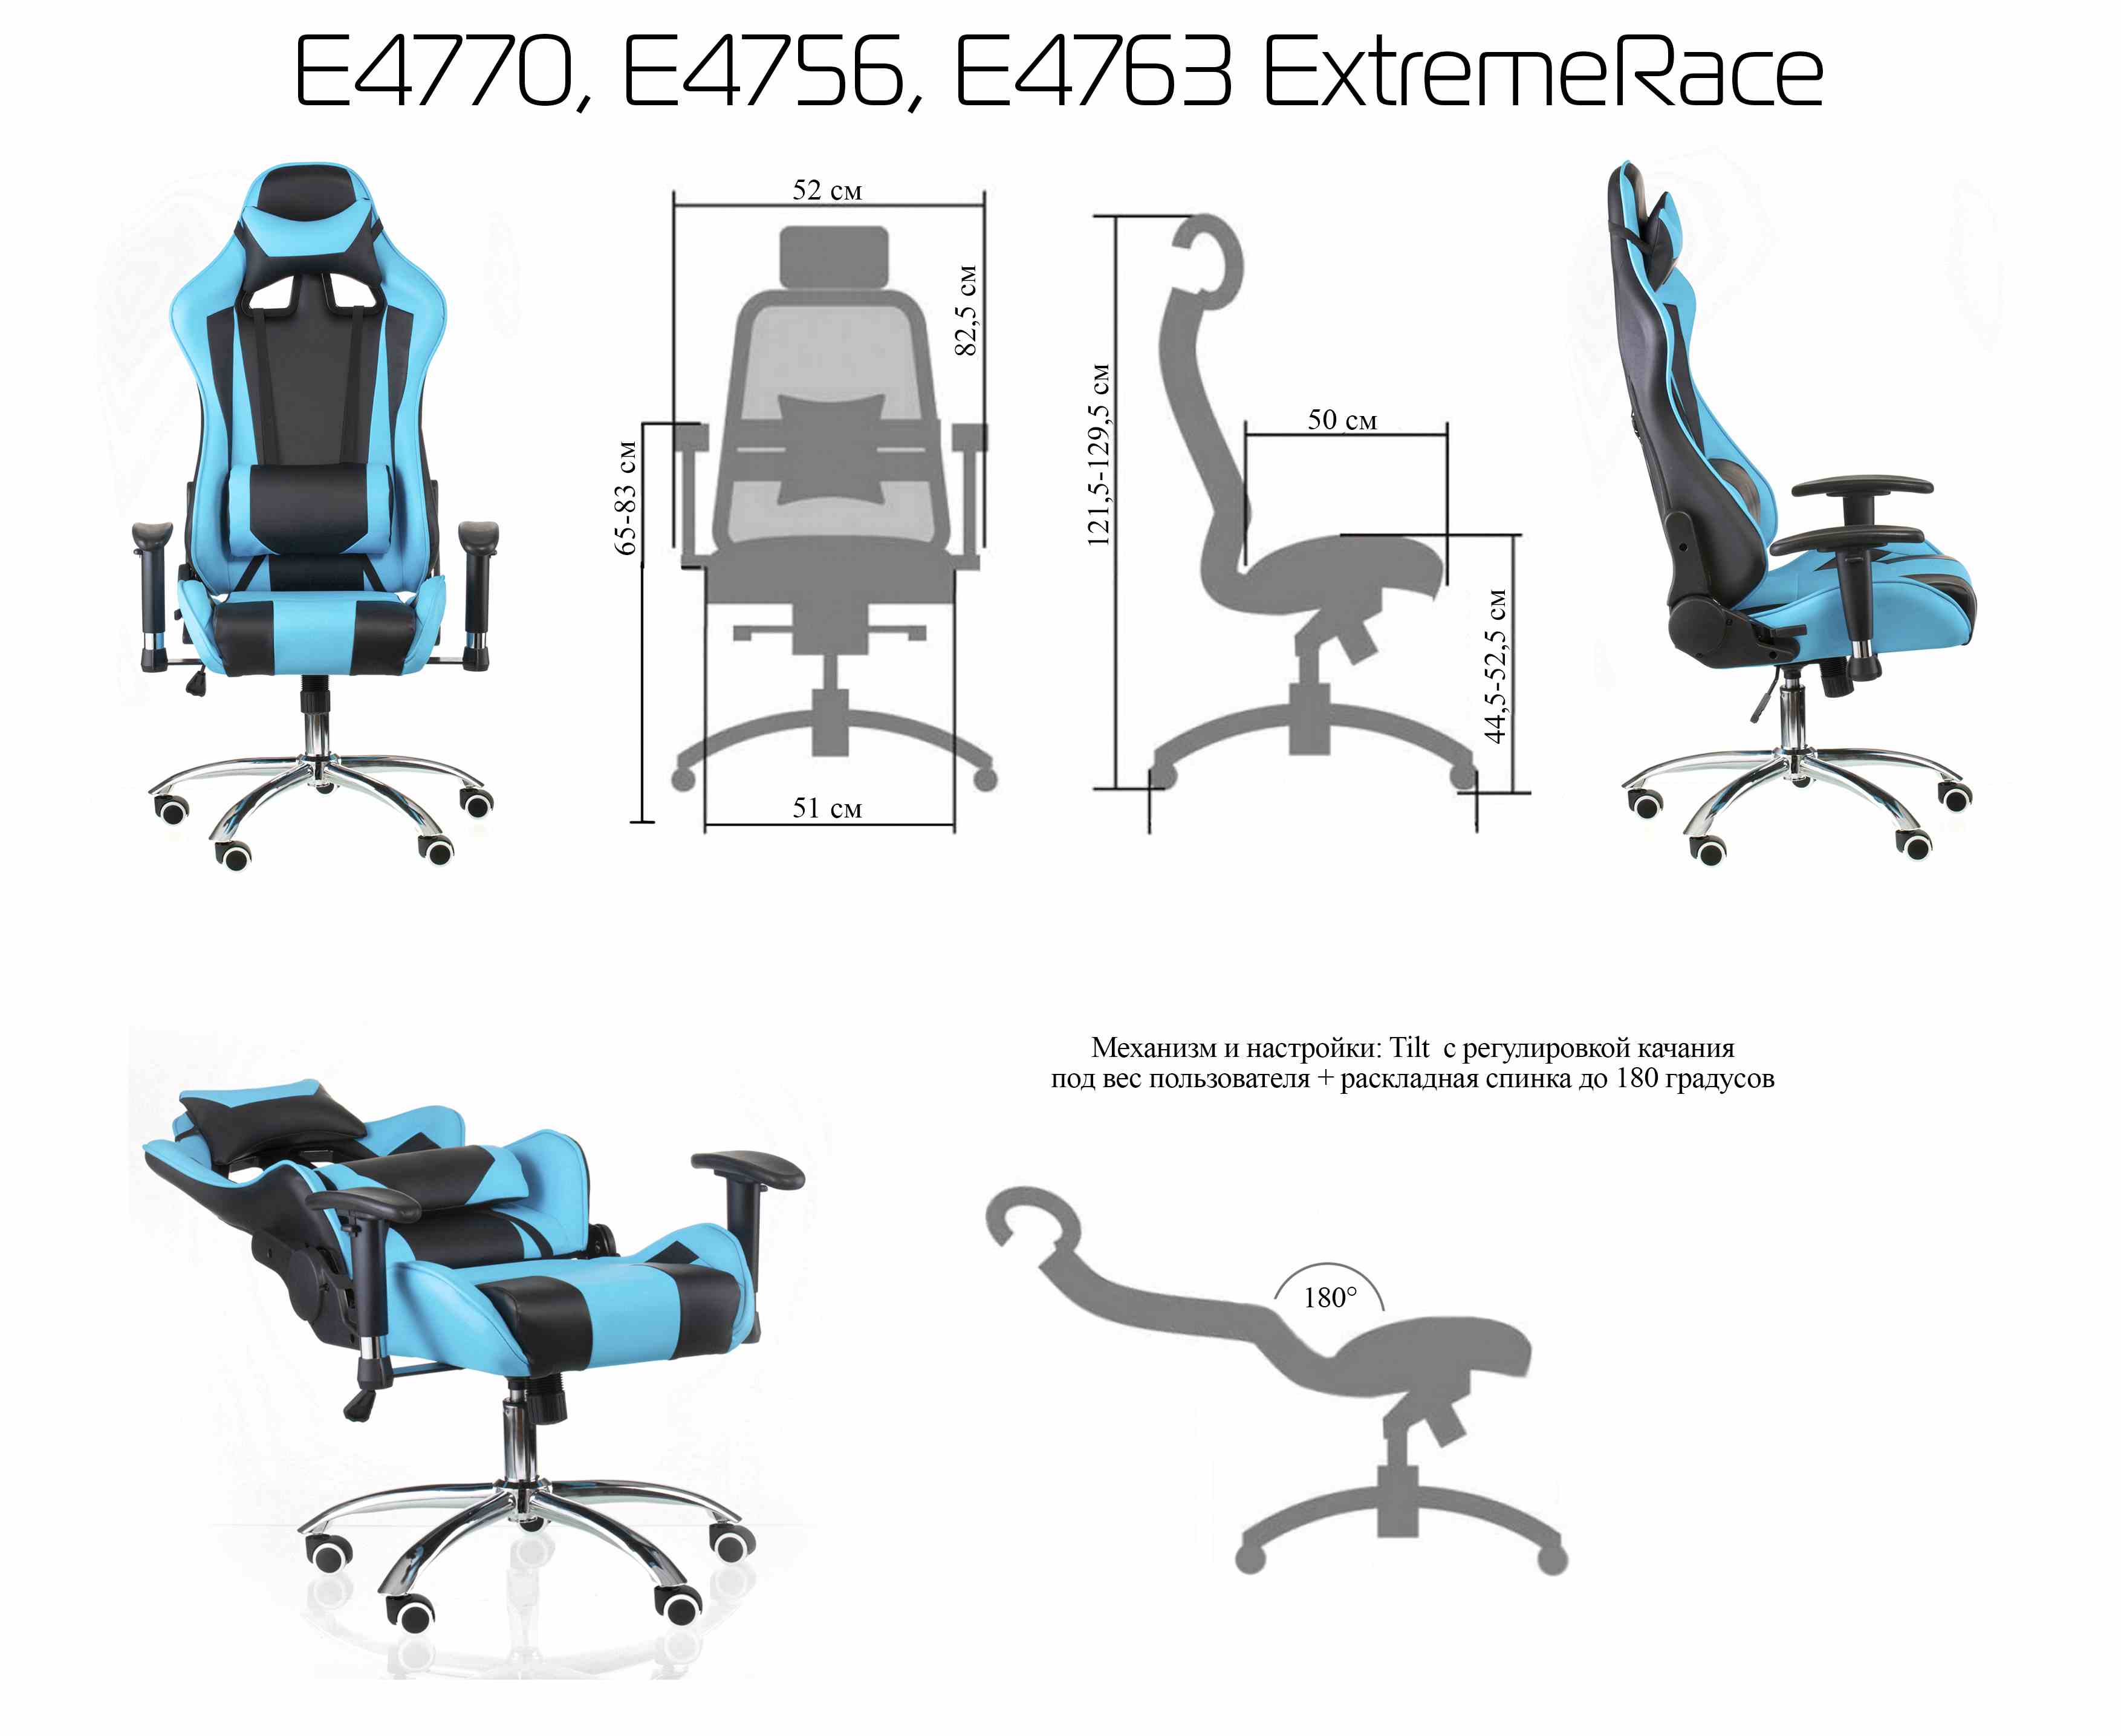 E4770, E4756, E4763 ExtremeRace
52 см
82,5 см
65-83 см
51 см
121,5-129,5 см
50 см
44,5-52,5 см
Механизм и настройки: Tilt с регулировкой качания
под вес пользователя + раскладная спинка до 180 градусов
180°